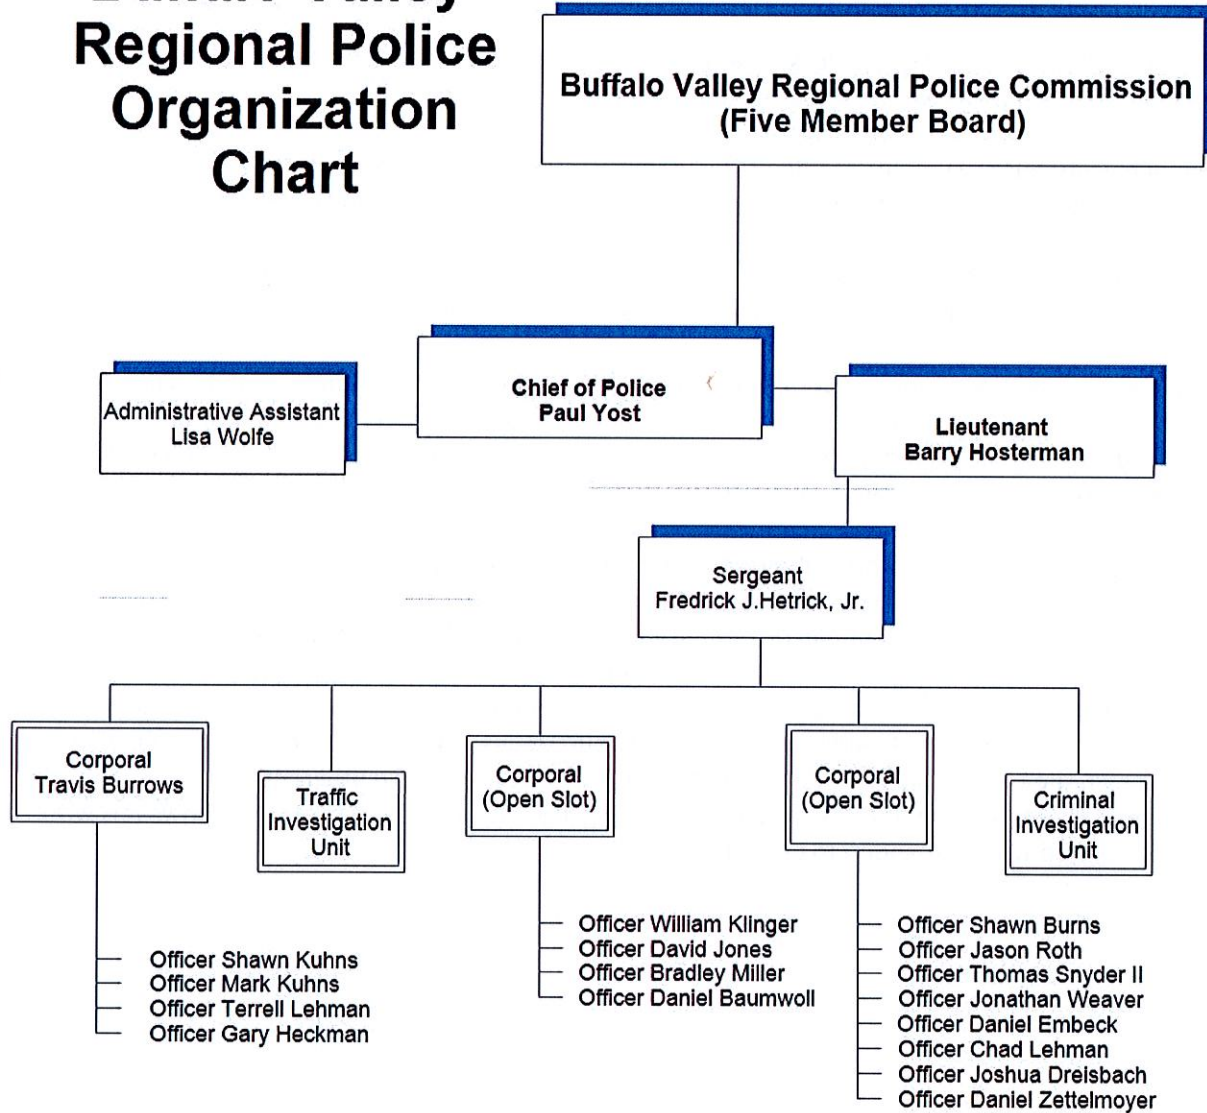 Regional Police
Organization
Chart
Buffalo Valley Regional Police Commission
(Five Member Board)
Chief of Police
Paul Yost
Administrative Assistant
Lisa Wolfe
Lieutenant
Barry Hosterman
Sergeant
Fredrick J.Hetrick, Jr.
Corporal
Travis Burrows
Traffic
Investigation
Unit
Corporal
(Open Slot)
Corporal
(Open Slot)
Criminal
Investigation
Unit
Officer Shawn Kuhns
Officer Mark Kuhns
Officer Terrell Lehman
Officer Gary Heckman
Officer William Klinger
Officer David Jones
Officer Bradley Miller
Officer Daniel Baumwoll
Officer Shawn Burns
Officer Jason Roth
Officer Thomas Snyder II
Officer Jonathan Weaver
Officer Daniel Embeck
Officer Chad Lehman
Officer Joshua Dreisbach
Officer Daniel Zettelmoyer